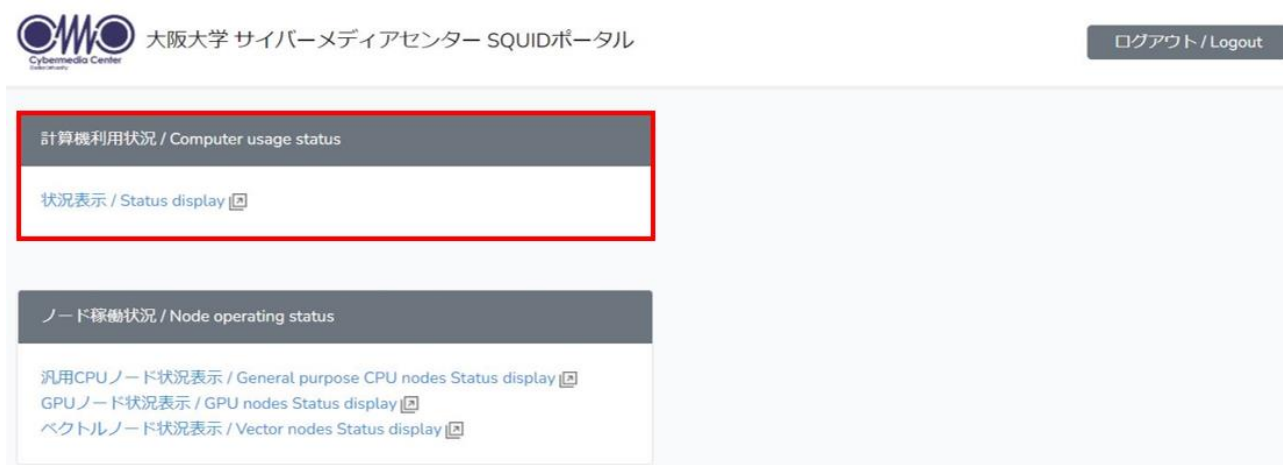 CMC
Cybermedia Center
Osaka University
大阪大学 サイバーメディアセンター SQUIDポータル
ログアウト / Logout
計算機利用状況 / Computer usage status
状況表示 / Status display
ノード稼働状況 / Node operating status
汎用CPUノード状況表示 / General purpose CPU nodes Status display
GPUノード状況表示 / GPU nodes Status display
ベクトルノード状況表示 / Vector nodes Status display